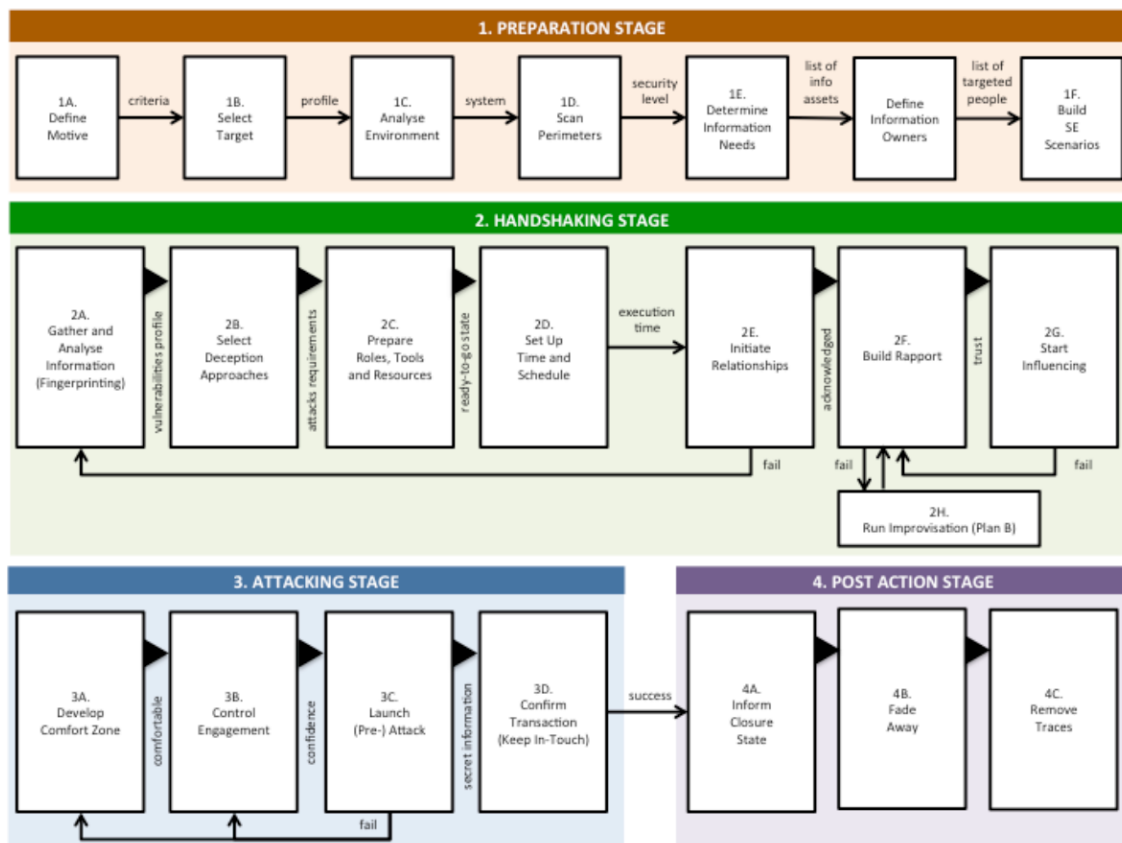 1. PREPARATION STAGE
1A.
Define
Motive
criteria
1B.
Select
Target
profile
1C.
Analyse
Environment
system
1D.
Scan
Perimeters
security
level
1E.
Determine
Information
Needs
list of
info
assets
Define
Information
Owners
list of
targeted
people
1F.
Build
SE
Scenarios
2. HANDSHAKING STAGE
2A.
Gather and
Analyse
Information
(Fingerprinting)
vulnerabilities profile
2B.
Select
Deception
Approaches
attacks requirements
2C.
Prepare
Roles, Tools
and Resources
ready-to-go state
2D.
Set Up
Time and
Schedule
execution
time
2E.
Initiate
Relationships
acknowledged
2F.
Build Rapport
trust
2G.
Start
Influencing
fail
fail
fail
2H.
Run Improvisation (Plan B)
3. ATTACKING STAGE
3A.
Develop
Comfort Zone
comfortable
3B.
Control
Engagement
confidence
3C.
Launch
(Pre-) Attack
secret information
3D.
Confirm
Transaction
(Keep In-Touch)
fail
success
4. POST ACTION STAGE
4A.
Inform
Closure
State
4B.
Fade
Away
4C.
Remove
Traces